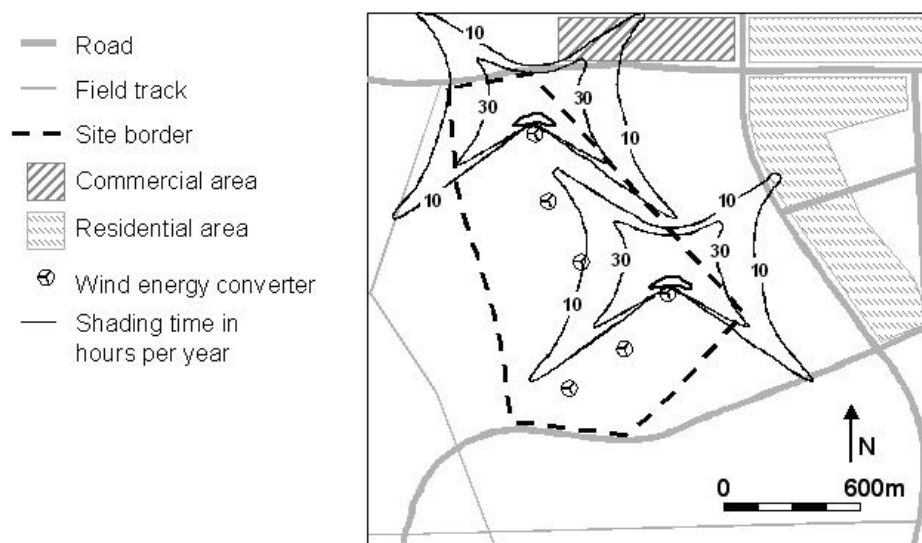 Road
Field track
Site border
Commercial area
Residential area
Wind energy converter
Shading time in
hours per year
10
10
30
30
10
10
10
10
30
30
10
N
0
600m